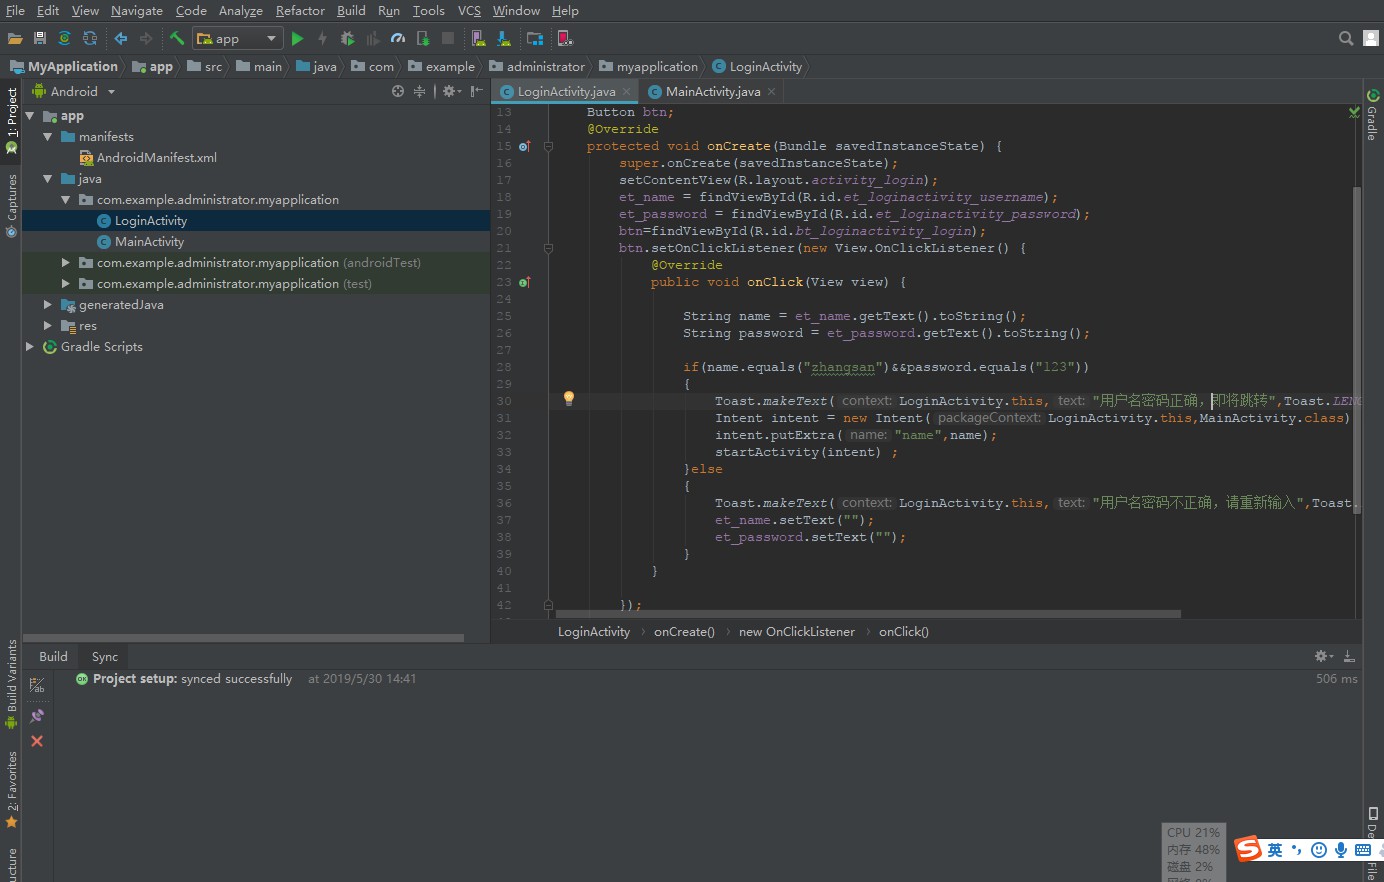 File Edit View Navigate Code Analyze Refactor Build Run Tools VCS Window Help
app
MyApplication app src main java com example administrator myapplication LoginActivity
1: Project
Captures
Build Variants
2: Favorites
Android
app
manifests
AndroidManifest.xml
java
com.example.administrator.myapplication
LoginActivity
MainActivity
com.example.administrator.myapplication (androidTest)
com.example.administrator.myapplication (test)
generatedJava
res
Gradle Scripts
LoginActivity.java MainActivity.java
13 Button btn;
14 @Override
15 protected void onCreate(Bundle savedInstanceState) {
16 super.onCreate(savedInstanceState);
17 setContentView(R.layout.activity_login);
18 et_name = findViewById(R.id.et_loginactivity_username);
19 et_password = findViewById(R.id.et_loginactivity_password);
20 btn=findViewById(R.id.bt_loginactivity_login);
21 btn.setOnClickListener(new View.OnClickListener() {
22 @Override
23 public void onClick(View view) {
24
25 String name = et_name.getText().toString();
26 String password = et_password.getText().toString();
27
28 if(name.equals("zhangsan")&&password.equals("123"))
29 {
30 Toast.makeText( context: LoginActivity.this, text: "用户名密码正确，即将跳转",Toast.LENG
31 Intent intent = new Intent( packageContext: LoginActivity.this,MainActivity.class)
32 intent.putExtra( name: "name",name);
33 startActivity(intent) ;
34 }else
35 {
36 Toast.makeText( context: LoginActivity.this, text: "用户名密码不正确，请重新输入",Toast.
37 et_name.setText("");
38 et_password.setText("");
39 }
40 }
41
42 });
LoginActivity onCreate() new OnClickListener onClick()
Gradle
Build Sync
Project setup: synced successfully at 2019/5/30 14:41 506 ms
CPU 21%
内存 48%
磁盘 2%
英